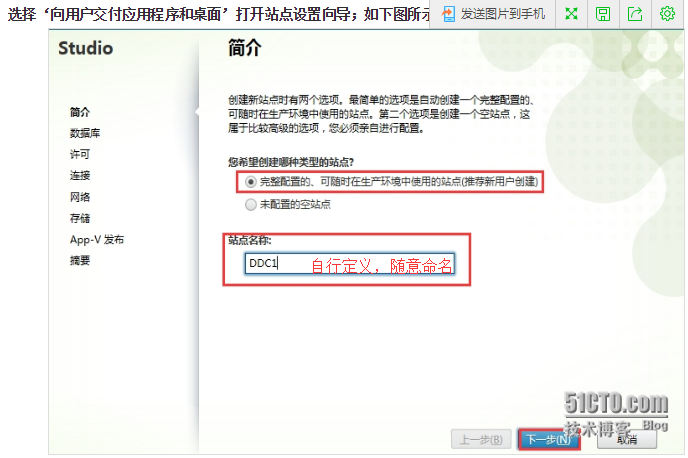 选择‘向用户交付应用程序和桌面’打开站点设置向导；如下图所示
发送图片到手机
Studio
简介
简介
数据库
许可
连接
网络
存储
App-V 发布
摘要
创建新站点时有两个选项。最简单的选项是自动创建一个完整配置的、
可随时在生产环境中使用的站点。第二个选项是创建一个空站点，这
属于比较高级的选项，您必须亲自进行配置。
您希望创建哪种类型的站点?
完整配置的、可随时在生产环境中使用的站点(推荐新用户创建)
未配置的空站点
站点名称:
DDC1 自行定义，随意命名
上一步(B) 下一步(N) 取消
51CTO.com
技术博客 Blog